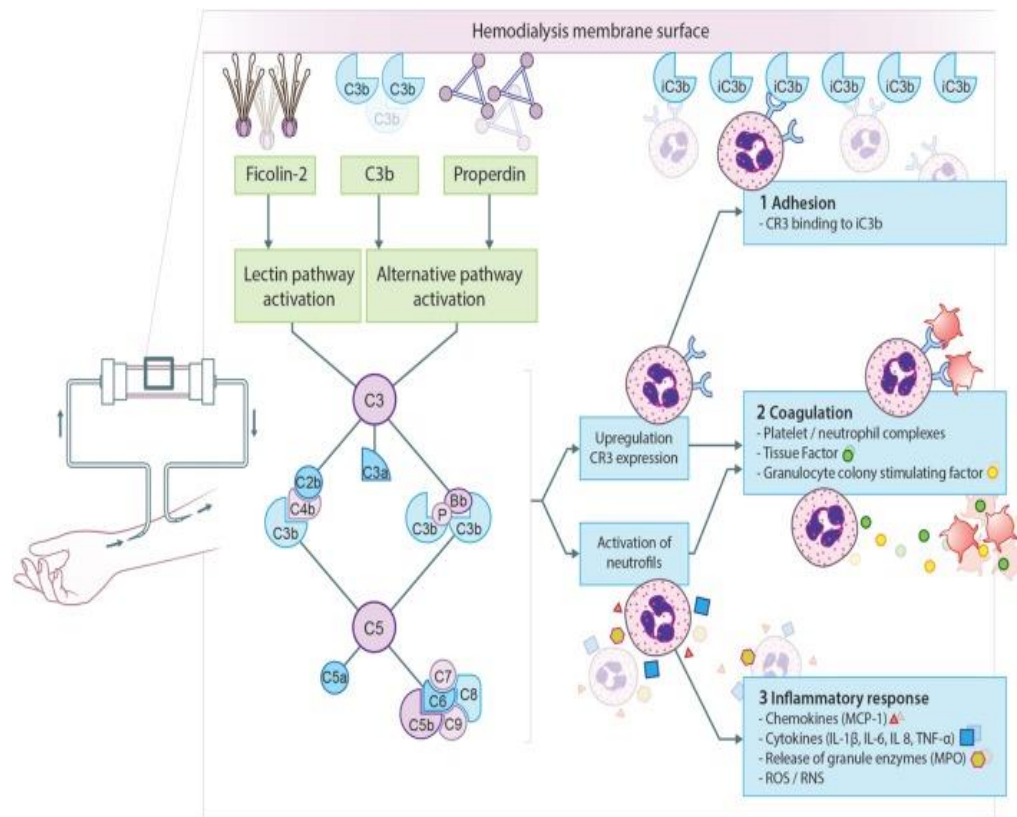 Hemodialysis membrane surface
C3b
C3b
C3b
iC3b
iC3b
iC3b
iC3b
iC3b
iC3b
Ficolin-2
C3b
Properdin
Lectin pathway
activation
Alternative pathway
activation
C3
C3a
C2b
C4b
C3b
Bb
P
C3b
C3b
C5
C5a
C7
C6
C8
C5b
C9
Upregulation
CR3 expression
Activation of
neutrofils
1 Adhesion
- CR3 binding to iC3b
2 Coagulation
- Platelet / neutrophil complexes
- Tissue Factor
- Granulocyte colony stimulating factor
3 Inflammatory response
- Chemokines (MCP-1)
- Cytokines (IL-1β, IL-6, IL 8, TNF-α)
- Release of granule enzymes (MPO)
- ROS / RNS